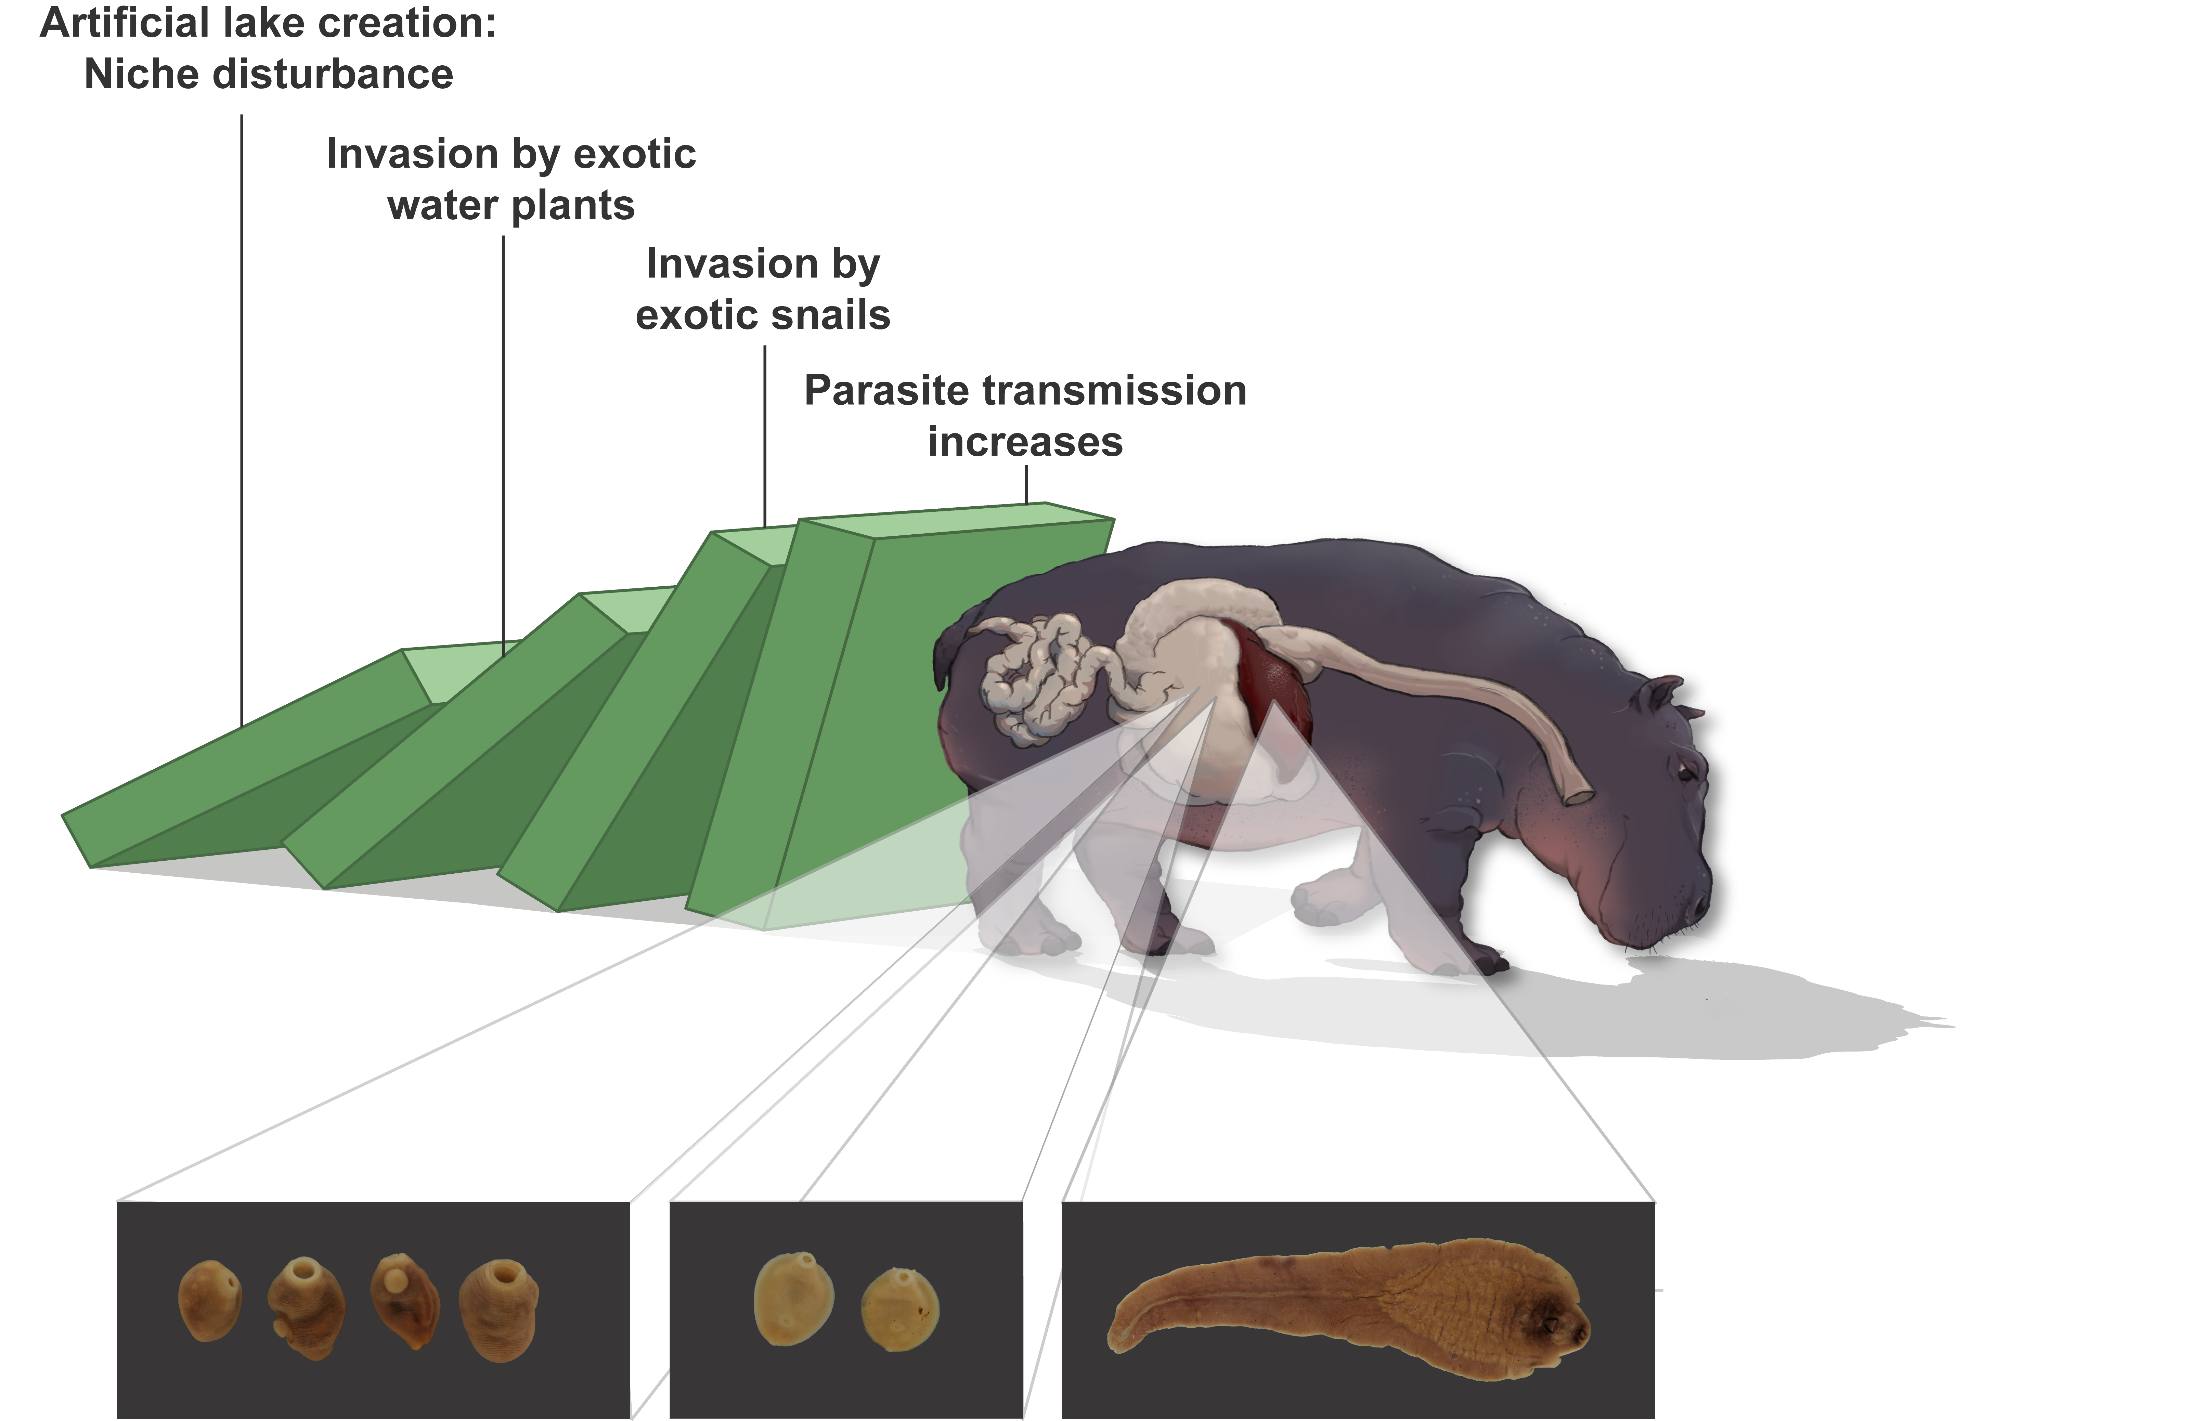 Artificial lake creation:
Niche disturbance
Invasion by exotic
water plants
Invasion by
exotic snails
Parasite transmission
increases